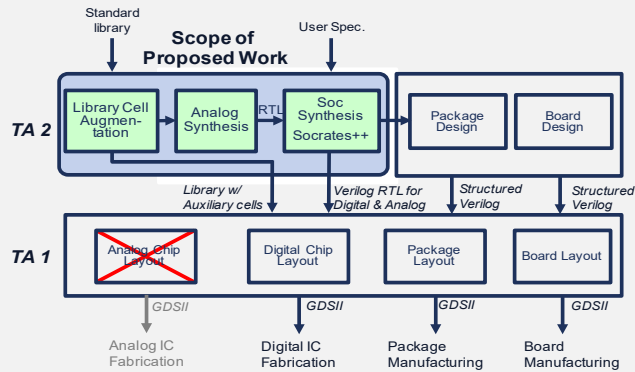 Standard
library
Scope of
Proposed Work
User Spec.
TA 2
Library Cell
Augmen-
tation
Analog
Synthesis
RTL
Soc
Synthesis
Socrates++
Package
Design
Board
Design
Library w/
Auxiliary cells
Verilog RTL for
Digital & Analog
Structured
Verilog
Structured
Verilog
TA 1
Analog Chip
Layout
Digital Chip
Layout
Package
Layout
Board Layout
GDSII
GDSII
GDSII
GDSII
Analog IC
Fabrication
Digital IC
Fabrication
Package
Manufacturing
Board
Manufacturing